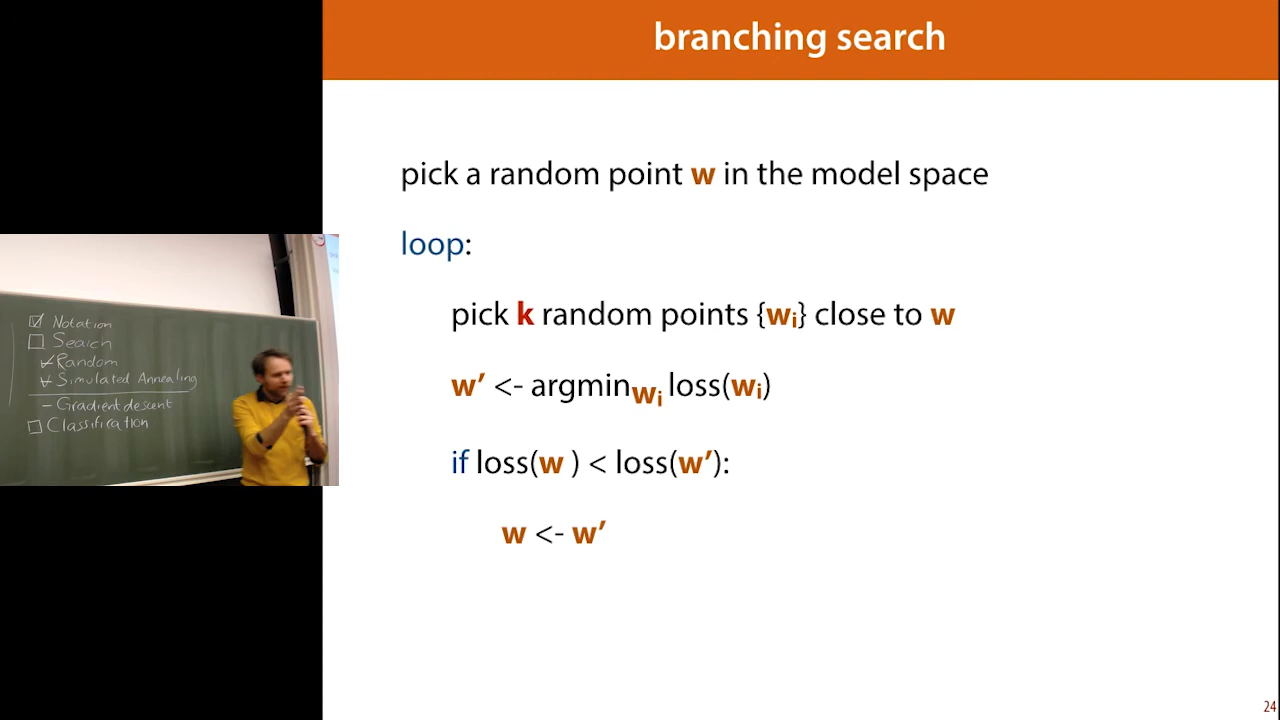 branching search
pick a random point w in the model space
loop:
pick k random points {wi} close to w
w’ <- argminwi loss(wi)
if loss(w ) < loss(w’):
w <- w’
24
Notation
Search
Random
Simulated Annealing
- Gradient descent
Classification